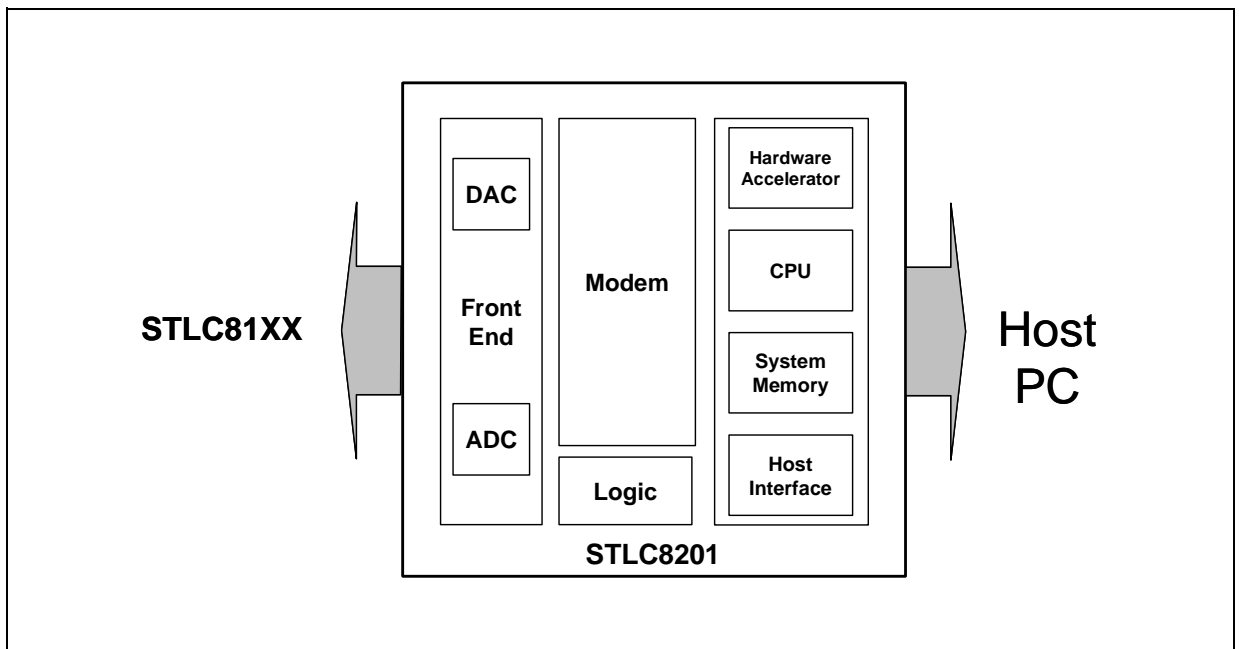 STLC81XX
DAC
Front
End
ADC
Modem
Logic
Hardware
Accelerator
CPU
System
Memory
Host
Interface
STLC8201
Host
PC